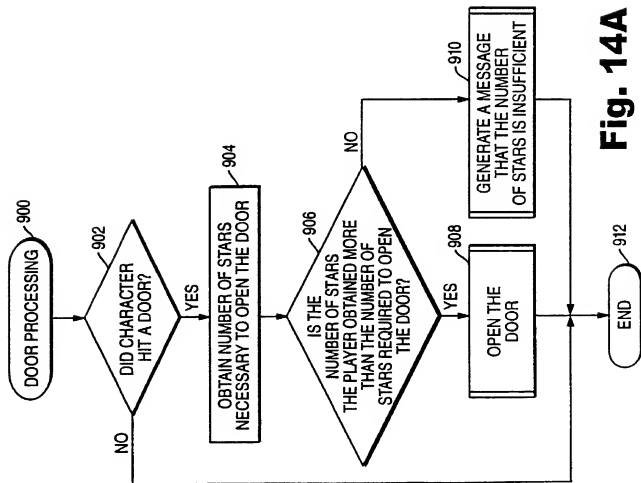 DOOR PROCESSING
900
902
DID CHARACTER
HIT A DOOR?
NO
YES
904
OBTAIN NUMBER OF STARS
NECESSARY TO OPEN THE DOOR
906
IS THE
NUMBER OF STARS
THE PLAYER OBTAINED MORE
THAN THE NUMBER OF
STARS REQUIRED TO OPEN
THE DOOR?
NO
YES
908
OPEN THE
DOOR
910
GENERATE A MESSAGE
THAT THE NUMBER
OF STARS IS INSUFFICIENT
912
END
Fig. 14A